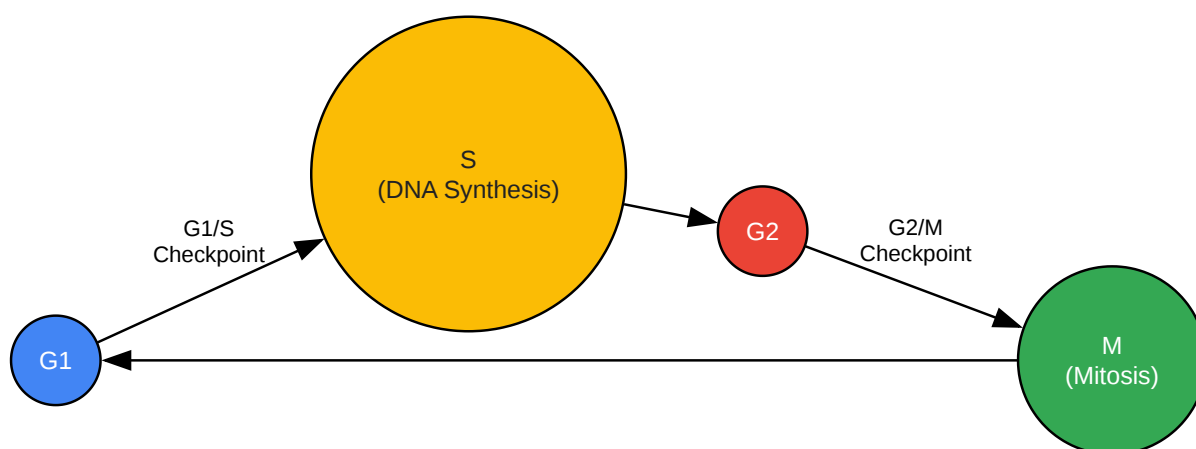 S
(DNA Synthesis)
G1/S
Checkpoint
G2
G2/M
Checkpoint
G1
M
(Mitosis)